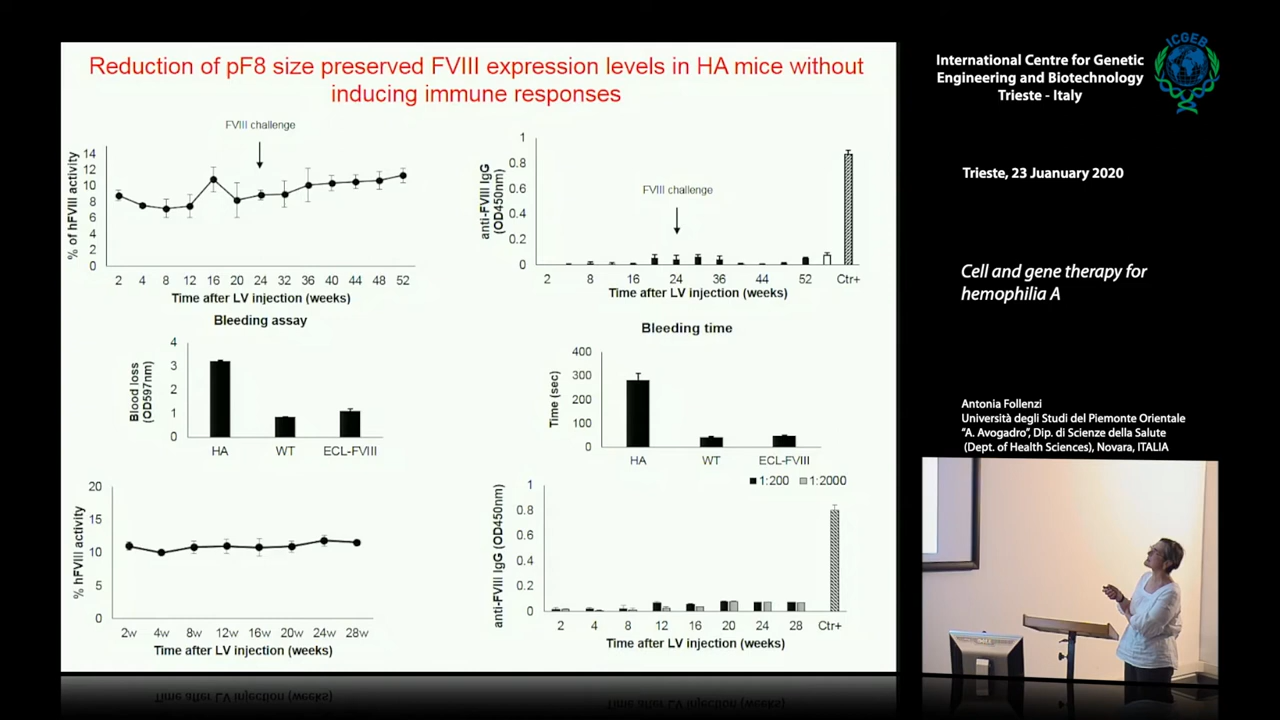 Reduction of pF8 size preserved FVIII expression levels in HA mice without
inducing immune responses
FVIII challenge
% of hFVIII activity
14
12
10
8
6
4
2
0
2 4 8 12 16 20 24 32 36 40 44 48 52
Time after LV injection (weeks)
FVIII challenge
anti-FVIII IgG
(OD450nm)
1
0.8
0.6
0.4
0.2
0
2 8 16 24 36 44 52 Ctr+
Time after LV injection (weeks)
Bleeding assay
Blood loss
(OD597nm)
4
3
2
1
0
HA WT ECL-FVIII
Bleeding time
Time (sec)
400
300
200
100
0
HA WT ECL-FVIII
% hFVIII activity
20
15
10
5
0
2w 4w 8w 12w 16w 20w 24w 28w
Time after LV injection (weeks)
1:200 1:2000
anti-FVIII IgG (OD450nm)
1
0.8
0.6
0.4
0.2
0
2 4 8 12 16 20 24 28 Ctr+
Time after LV injection (weeks)
ICGEB
International Centre for Genetic
Engineering and Biotechnology
Trieste - Italy
Trieste, 23 Juanuary 2020
Cell and gene therapy for
hemophilia A
Antonia Follenzi
Università degli Studi del Piemonte Orientale
"A. Avogadro", Dip. di Scienze della Salute
(Dept. of Health Sciences), Novara, ITALIA
DELL